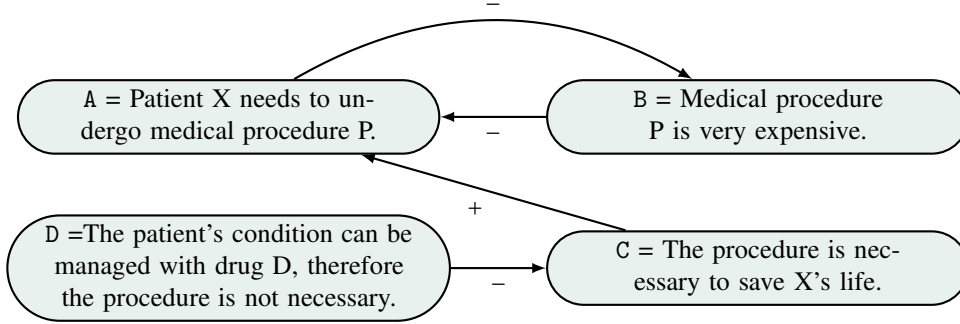 −
A = Patient X needs to un-
dergo medical procedure P.
B = Medical procedure
P is very expensive.
−
+
D =The patient's condition can be
managed with drug D, therefore
the procedure is not necessary.
−
C = The procedure is nec-
essary to save X's life.